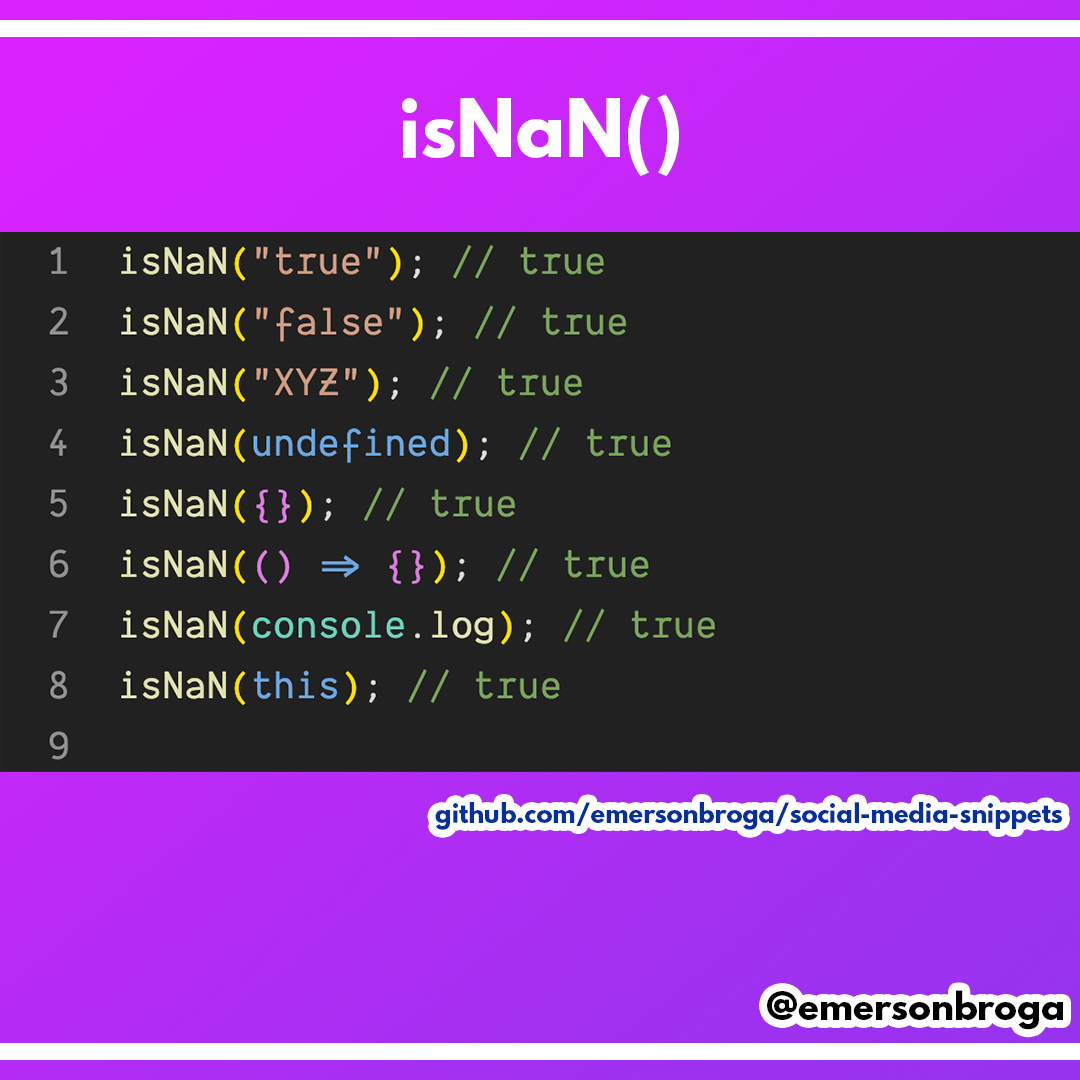 isNaN()
1 isNaN("true"); // true
2 isNaN("false"); // true
3 isNaN("XYZ"); // true
4 isNaN(undefined); // true
5 isNaN({}); // true
6 isNaN(() => {}); // true
7 isNaN(console.log); // true
8 isNaN(this); // true
9
github.com/emersonbroga/social-media-snippets
@emersonbroga